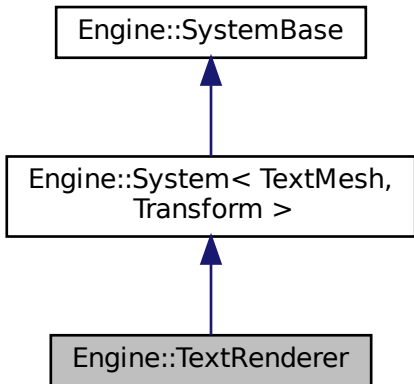 Engine::SystemBase
Engine::System< TextMesh,
Transform >
Engine::TextRenderer